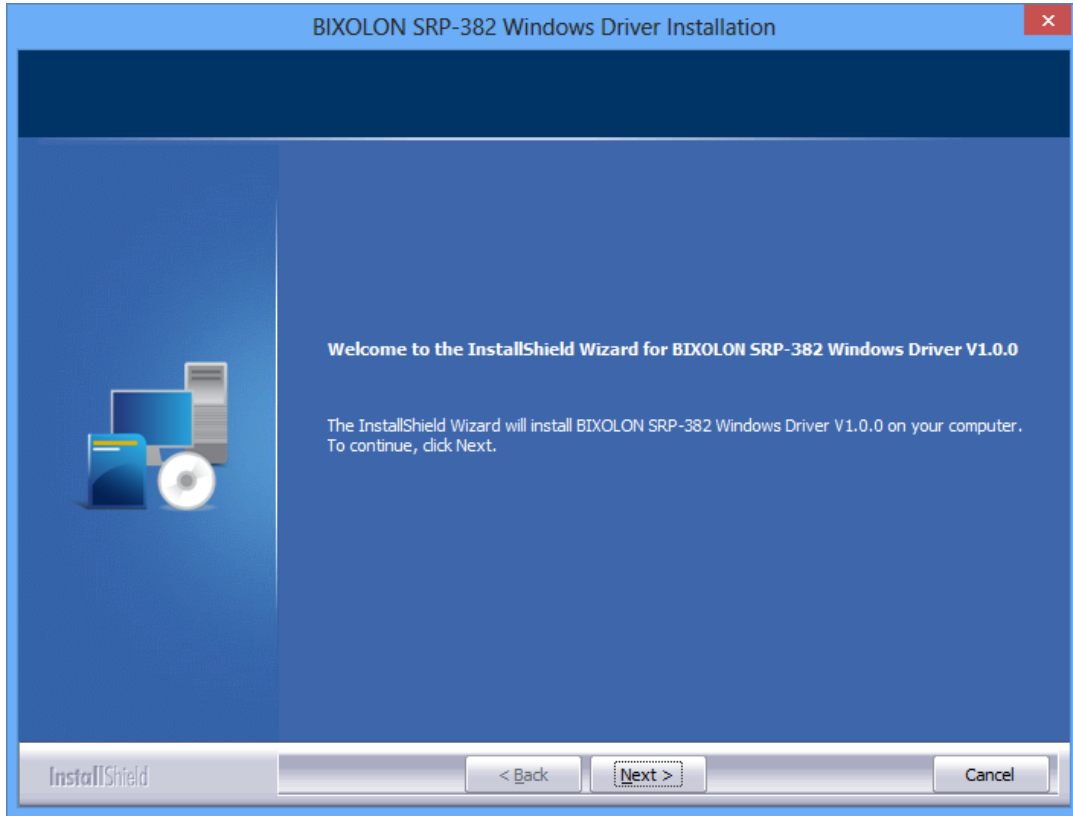 BIXOLON SRP-382 Windows Driver Installation
Welcome to the InstallShield Wizard for BIXOLON SRP-382 Windows Driver V1.0.0
The InstallShield Wizard will install BIXOLON SRP-382 Windows Driver V1.0.0 on your computer.
To continue, click Next.
InstallShield
< Back
Next >
Cancel